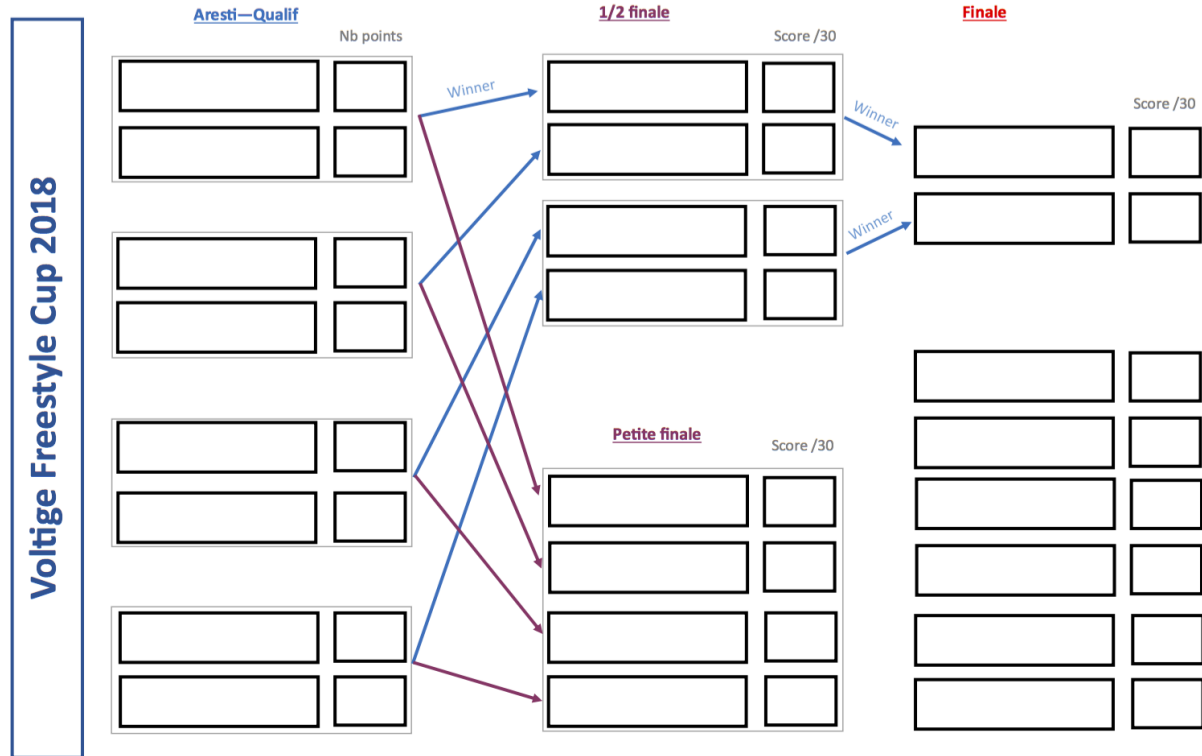 Voltige Freestyle Cup 2018
Aresti—Qualif
Nb points
1/2 finale
Score /30
Finale
Score /30
Winner
Winner
Winner
Petite finale
Score /30